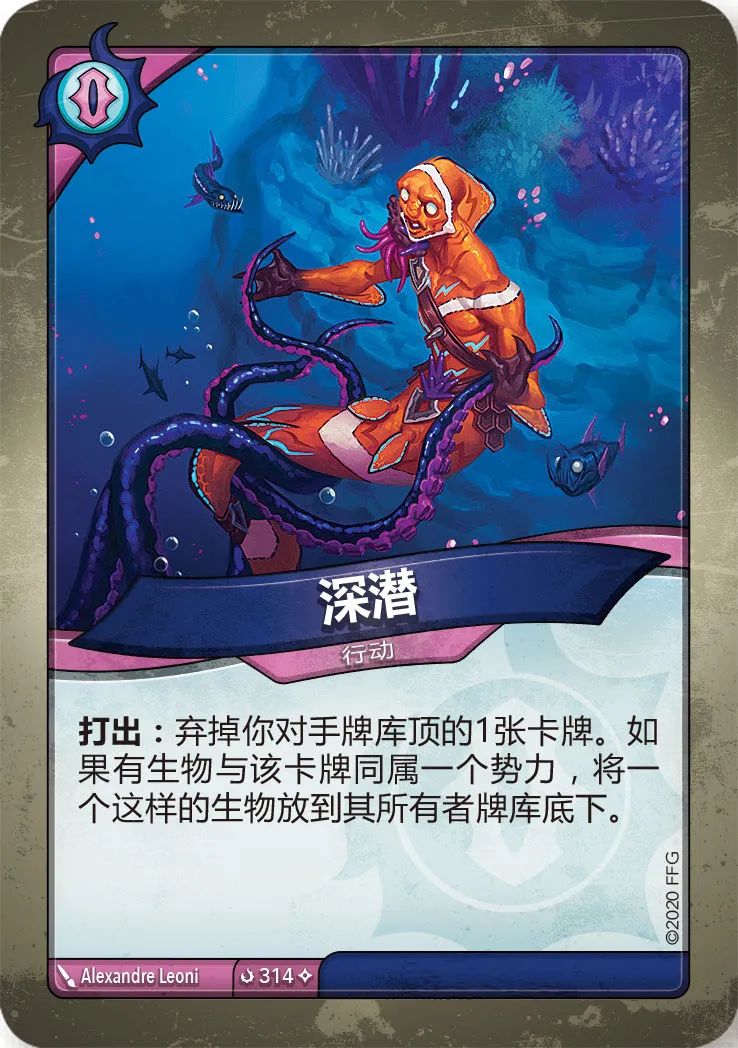 深潜
行动
打出：弃掉你对手牌库顶的1张卡牌。如
果有生物与该卡牌同属一个势力，将一
个这样的生物放到其所有者牌库底下。
©2020 FFG
Alexandre Leoni
314